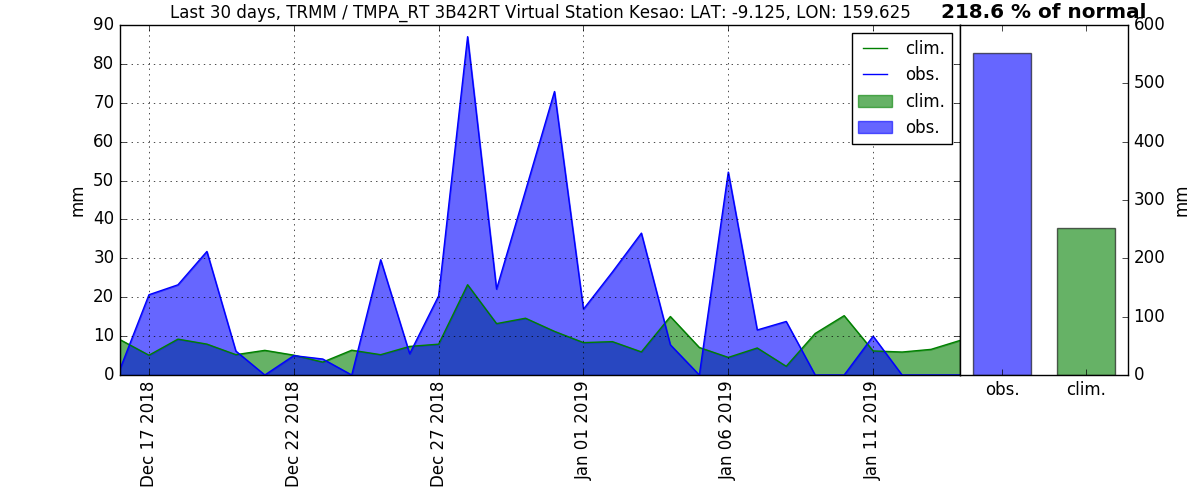 Last 30 days, TRMM / TMPA_RT 3B42RT Virtual Station Kesao: LAT: -9.125, LON: 159.625
218.6 % of normal
90
80
70
60
50
40
30
20
10
0
mm
clim.
obs.
clim.
obs.
600
500
400
300
200
100
0
mm
obs.
clim.
Dec 17 2018
Dec 22 2018
Dec 27 2018
Jan 01 2019
Jan 06 2019
Jan 11 2019